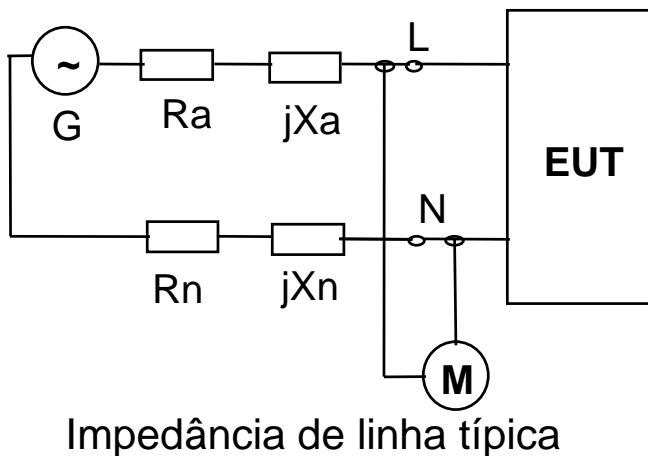 L
~
G
Ra
jXa
EUT
N
Rn
jXn
M
Impedância de linha típica